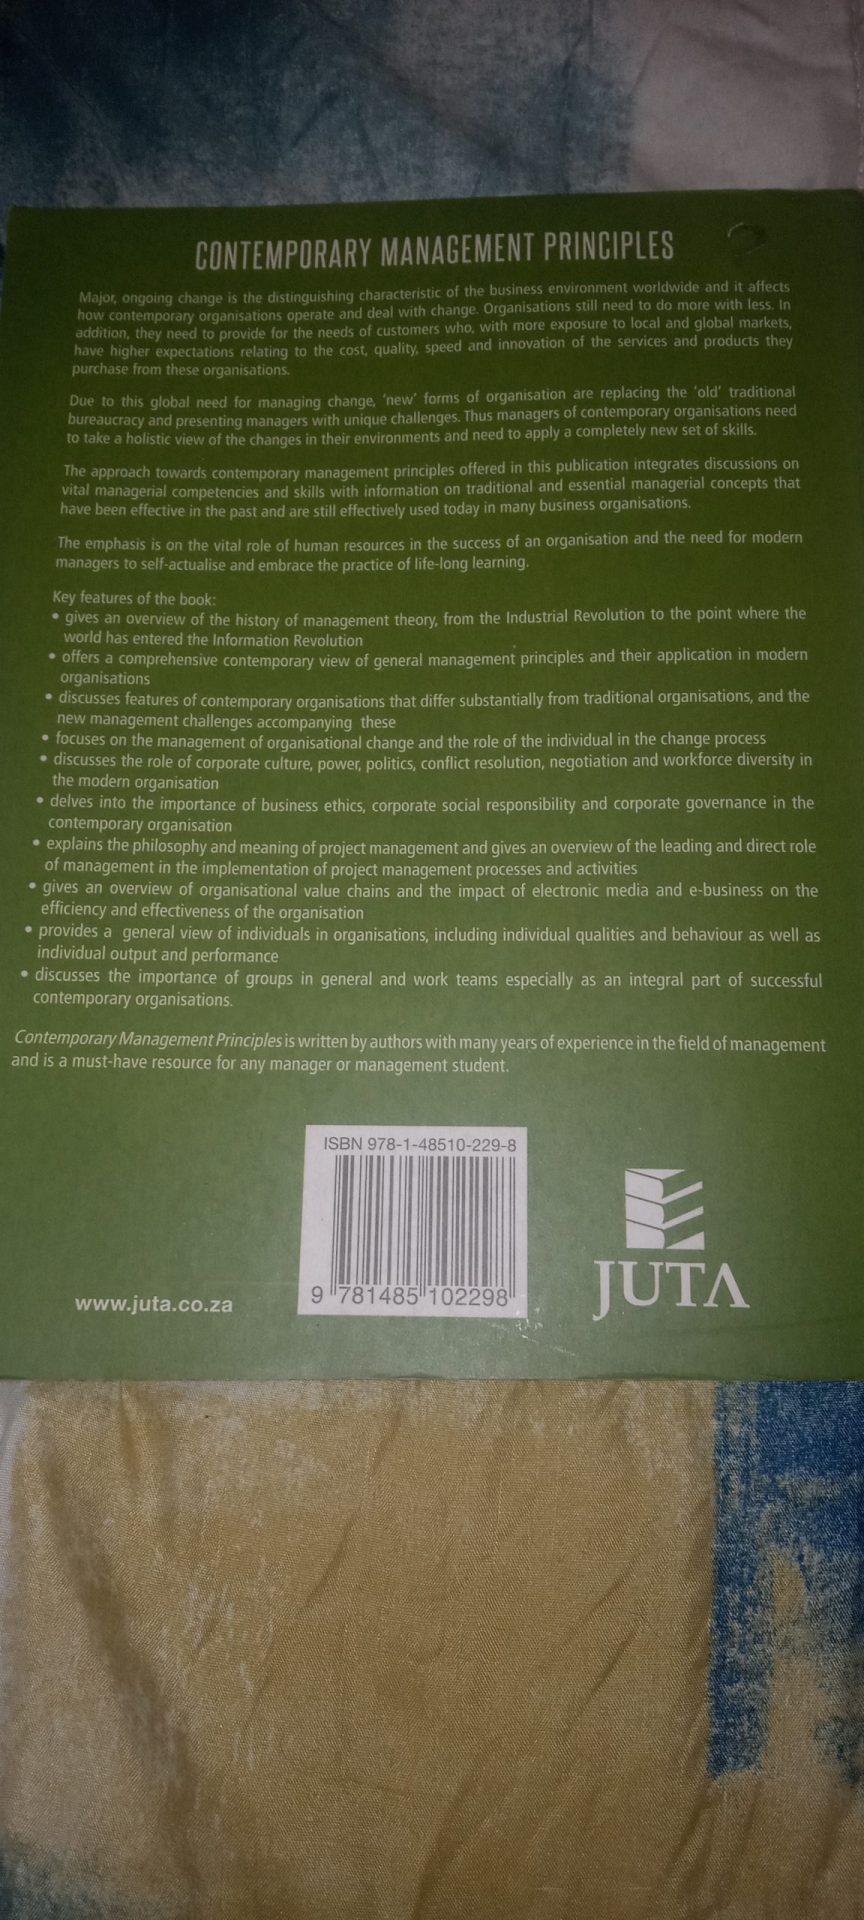 CONTEMPORARY MANAGEMENT PRINCIPLES
Major, ongoing change is the distinguishing characteristic of the business environment worldwide and it affects
how contemporary organisations operate and deal with change. Organisations still need to do more with less. In
addition, they need to provide for the needs of customers who, with more exposure to local and global markets,
have higher expectations relating to the cost, quality, speed and innovation of the services and products they
purchase from these organisations.
Due to this global need for managing change, 'new' forms of organisation are replacing the 'old' traditional
bureaucracy and presenting managers with unique challenges. Thus managers of contemporary organisations need
to take a holistic view of the changes in their environments and need to apply a completely new set of skills.
The approach towards contemporary management principles offered in this publication integrates discussions on
vital managerial competencies and skills with information on traditional and essential managerial concepts that
have been effective in the past and are still effectively used today in many business organisations.
The emphasis is on the vital role of human resources in the success of an organisation and the need for modern
managers to self-actualise and embrace the practice of life-long learning.
Key features of the book:
• gives an overview of the history of management theory, from the Industrial Revolution to the point where the
world has entered the Information Revolution
• offers a comprehensive contemporary view of general management principles and their application in modern
organisations
• discusses features of contemporary organisations that differ substantially from traditional organisations, and the
new management challenges accompanying these
• focuses on the management of organisational change and the role of the individual in the change process
• discusses the role of corporate culture, power, politics, conflict resolution, negotiation and workforce diversity in
the modern organisation
• delves into the importance of business ethics, corporate social responsibility and corporate governance in the
contemporary organisation
• explains the philosophy and meaning of project management and gives an overview of the leading and direct role
of management in the implementation of project management processes and activities
• gives an overview of organisational value chains and the impact of electronic media and e-business on the
efficiency and effectiveness of the organisation
• provides a general view of individuals in organisations, including individual qualities and behaviour as well as
individual output and performance
• discusses the importance of groups in general and work teams especially as an integral part of successful
contemporary organisations.
Contemporary Management Principles is written by authors with many years of experience in the field of management
and is a must-have resource for any manager or management student.
ISBN 978-1-48510-229-8
9 781485 102298
www.juta.co.za
JUTA